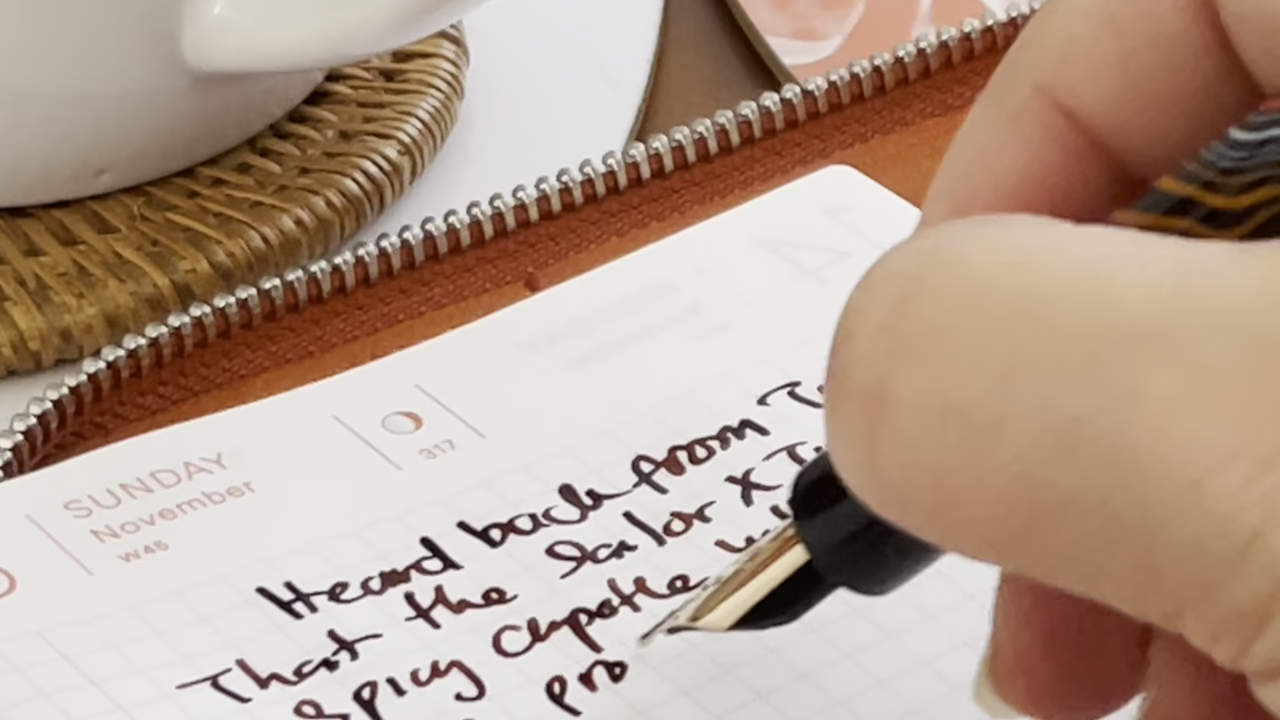 SUNDAY
November
W45
317
Heard back from
That the Sailor X
Spicy Chipotle
pro